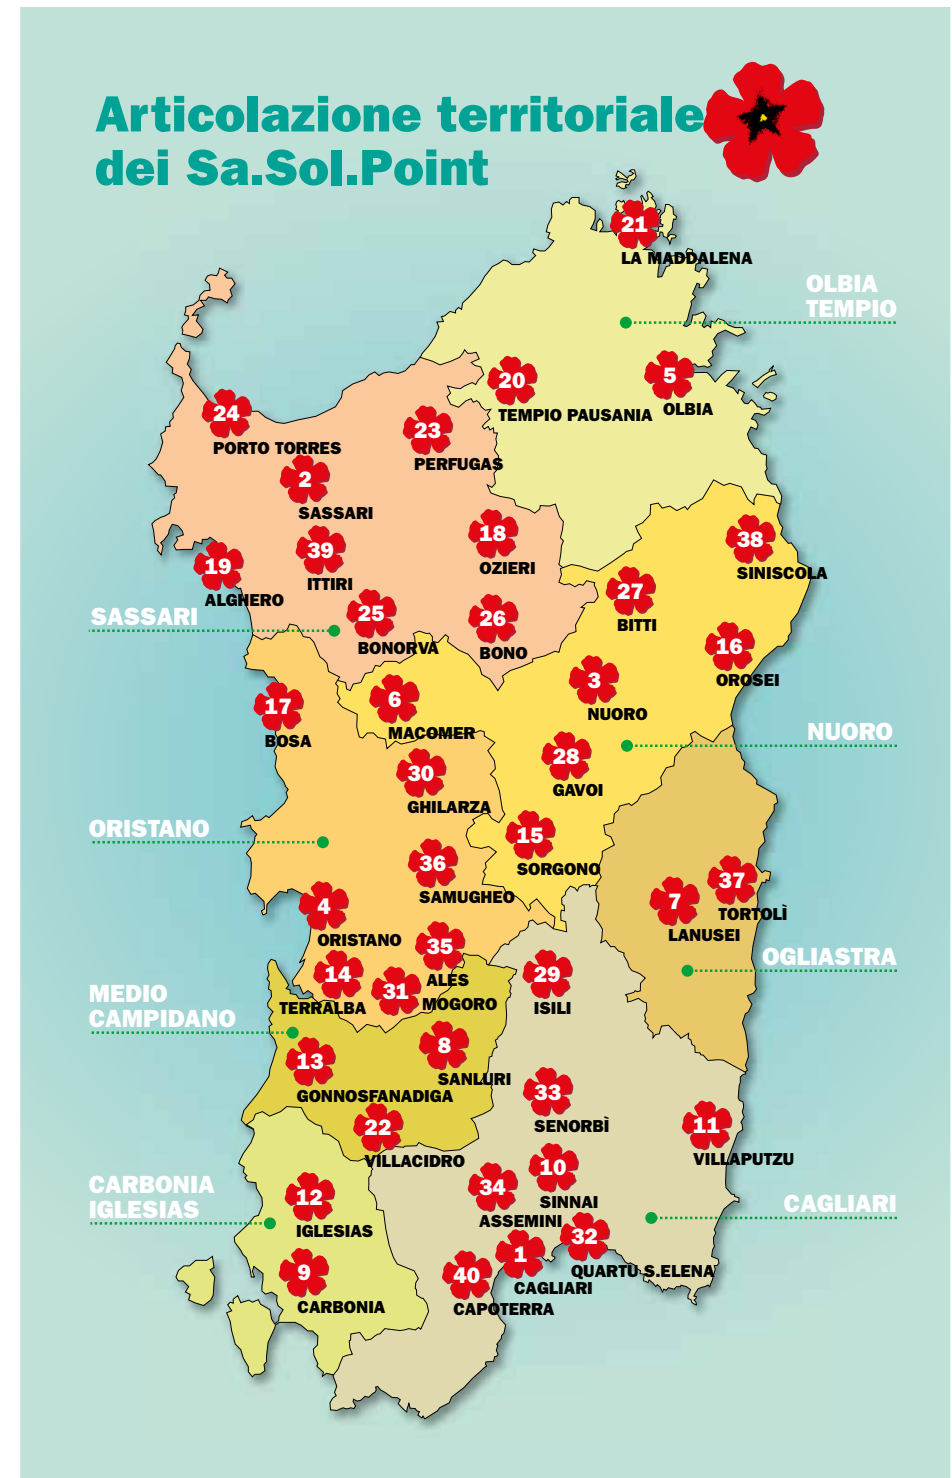 Articolazione territoriale
dei Sa.Sol.Point
21
LA MADDALENA
OLBIA
TEMPIO
20
TEMPIO PAUSANIA
5
OLBIA
24
PORTO TORRES
23
PERFUGAS
2
SASSARI
18
OZIERI
38
SINISCOLA
39
ITTIRI
19
ALGHERO
27
BITTI
SASSARI
25
BONORVA
26
BONO
16
OROSEI
3
NUORO
6
MACOMER
17
BOSA
NUORO
28
GAVOI
30
GHILARZA
ORISTANO
15
SORGONO
36
SAMUGHEO
37
TORTOLÌ
7
LANUSEI
4
ORISTANO
35
ALES
OGLIASTRA
14
TERRALBA
31
MOGORO
29
ISILI
MEDIO
CAMPIDANO
8
SANLURI
13
GONNOSFANADIGA
33
SENORBÌ
11
VILLAPUTZU
22
VILLACIDRO
10
SINNAI
34
ASSEMINI
CARBONIA
IGLESIAS
12
IGLESIAS
CAGLIARI
32
QUARTU S.ELENA
1
CAGLIARI
9
CARBONIA
40
CAPOTERRA